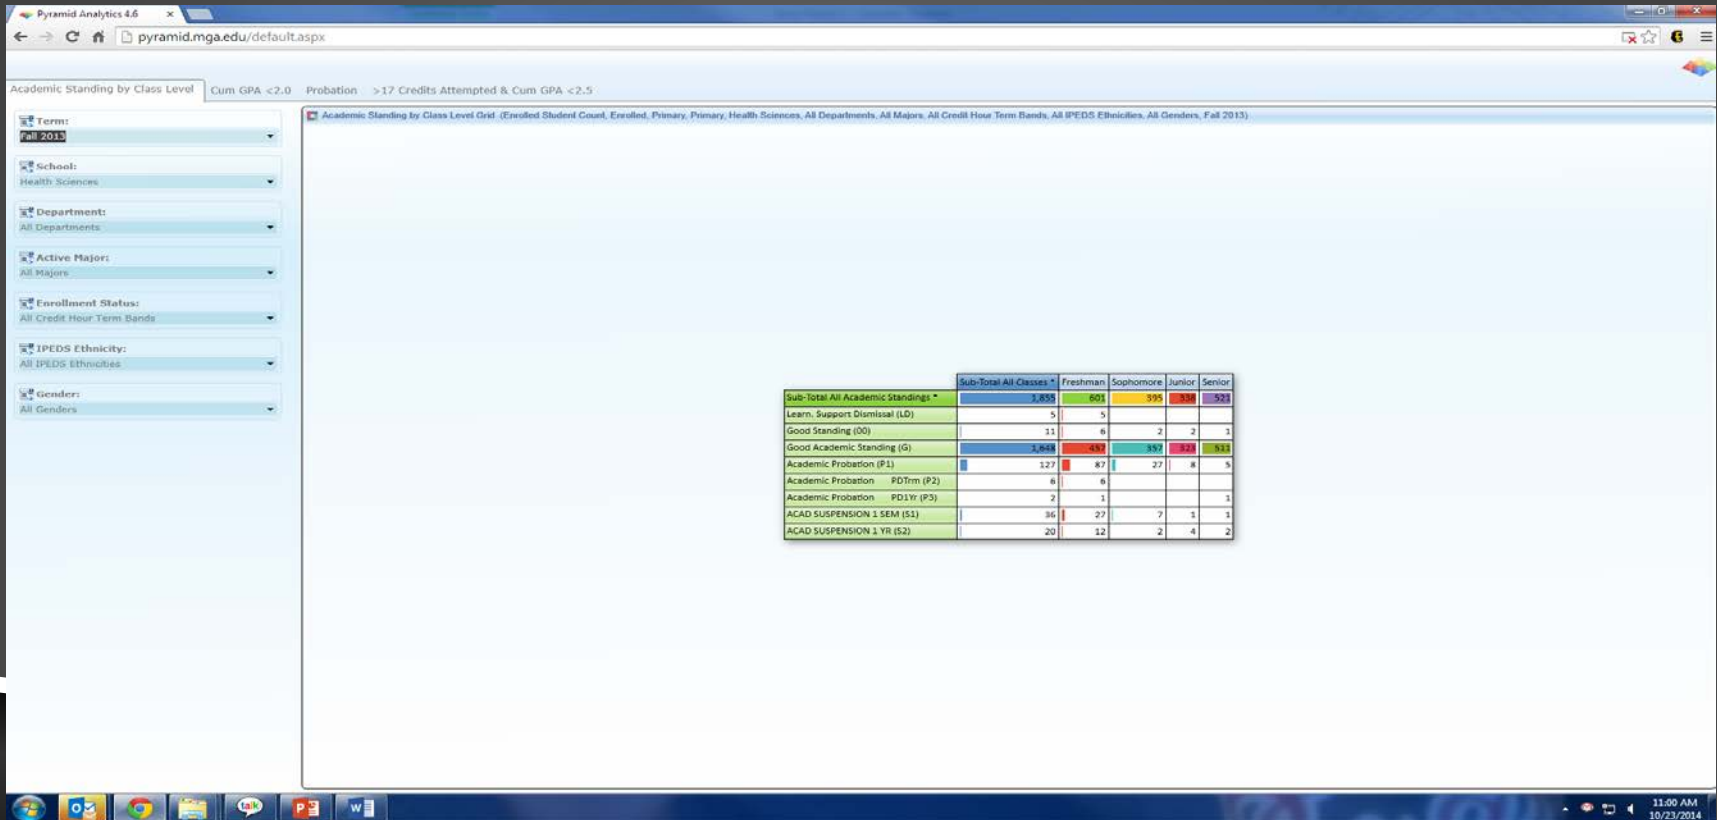 Pyramid Analytics 4.6
pyramid.mga.edu/default.aspx
Academic Standing by Class Level Cum GPA <2.0 Probation >17 Credits Attempted & Cum GPA <2.5
Term:
Fall 2013
School:
Health Sciences
Department:
All Departments
Active Major:
All Majors
Enrollment Status:
All Credit Hour Term Bands
IPEDS Ethnicity:
All IPEDS Ethnicities
Gender:
All Genders
Academic Standing by Class Level Grid (Enrolled Student Count, Enrolled, Primary, Primary, Health Sciences, All Departments, All Majors, All Credit Hour Term Bands, All IPEDS Ethnicities, All Genders, Fall 2013)
Sub-Total All Classes * Freshman Sophomore Junior Senior
Sub-Total All Academic Standings * 1,855 601 395 338 521
Learn. Support Dismissal (LD) 5 5
Good Standing (00) 11 6 2 2 1
Good Academic Standing (G) 1,648 457 357 323 511
Academic Probation (P1) 127 87 27 8 5
Academic Probation PDTrm (P2) 6 6
Academic Probation PD1Yr (P3) 2 1 1
ACAD SUSPENSION 1 SEM (S1) 36 27 7 1 1
ACAD SUSPENSION 1 YR (S2) 20 12 2 4 2
talk
11:00 AM
10/23/2014